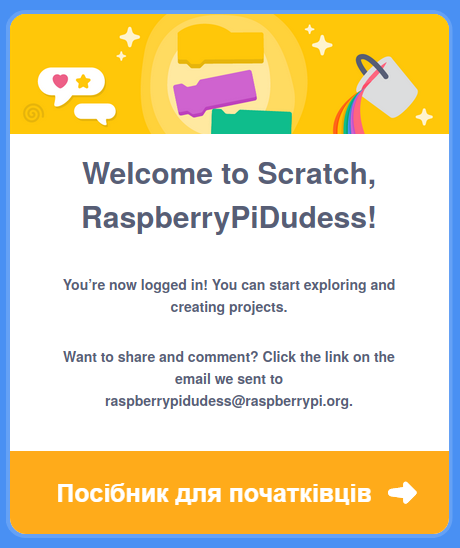 Welcome to Scratch,
RaspberryPiDudess!
You’re now logged in! You can start exploring and
creating projects.
Want to share and comment? Click the link on the
email we sent to
raspberrypidudess@raspberrypi.org.
Посібник для початківців